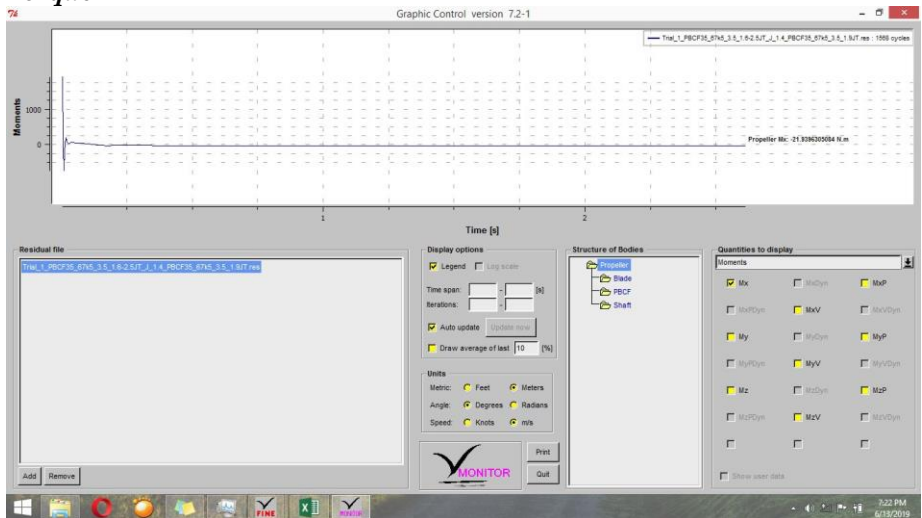 Graphic Control version 7.2-1
Trial_1_PBCF35_67k5_3.5_1.6-2.5JT_J_1.4_PBCF35_67k5_3.5_1.9JT.res : 1568 cycles
Moments
1000
0
Propeller Mx: -21.9396305084 N.m
1
2
Time [s]
Residual file
Trial_1_PBCF35_67k5_3.5_1.6-2.5JT_J_1.4_PBCF35_67k5_3.5_1.9JT.res
Add
Remove
Display options
Legend
Log scale
Time span:
-
[s]
Iterations:
-
Auto update
Update now
Draw average of last
10
[%]
Units
Metric:
Feet
Meters
Angle:
Degrees
Radians
Speed:
Knots
m/s
MONITOR
Print
Quit
Structure of Bodies
Propeller
Blade
PBCF
Shaft
Quantities to display
Moments
Mx
MxDyn
MxP
MxPDyn
MxV
MxVDyn
My
MyDyn
MyP
MyPDyn
MyV
MyVDyn
Mz
MzDyn
MzP
MzPDyn
MzV
MzVDyn
Show user data
FINE
MONITOR
7:22 PM
6/13/2019